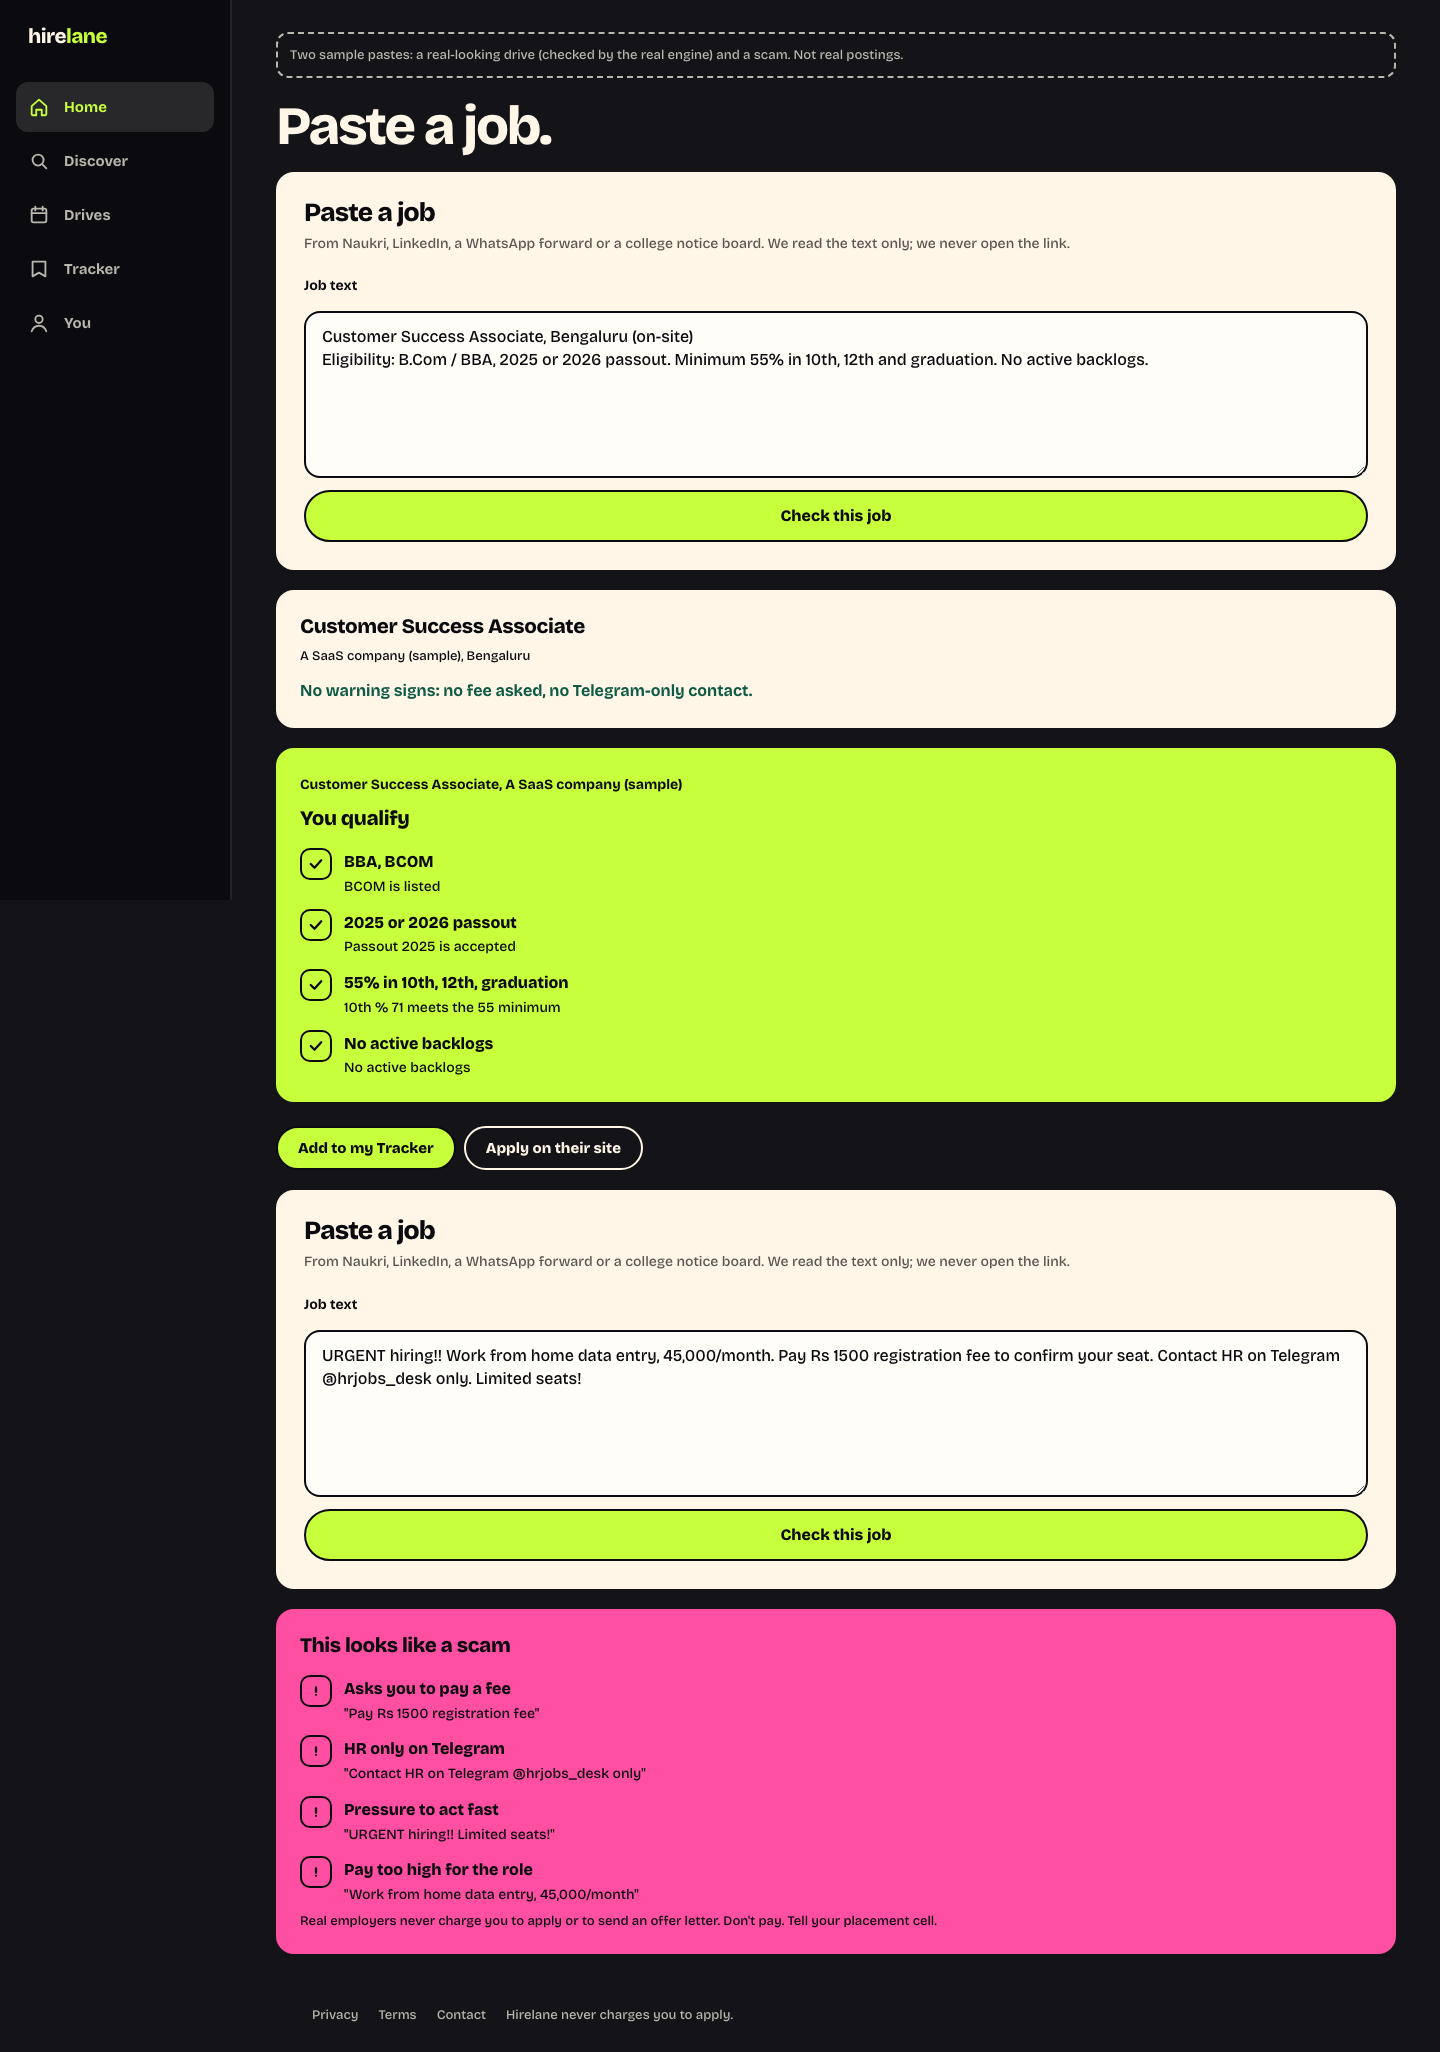 hirelane
Home
Discover
Drives
Tracker
You
Two sample pastes: a real-looking drive (checked by the real engine) and a scam. Not real postings.
Paste a job.
Paste a job
From Naukri, LinkedIn, a WhatsApp forward or a college notice board. We read the text only; we never open the link.
Job text
Customer Success Associate, Bengaluru (on-site)
Eligibility: B.Com / BBA, 2025 or 2026 passout. Minimum 55% in 10th, 12th and graduation. No active backlogs.
Check this job
Customer Success Associate
A SaaS company (sample), Bengaluru
No warning signs: no fee asked, no Telegram-only contact.
Customer Success Associate, A SaaS company (sample)
You qualify
BBA, BCOM
BCOM is listed
2025 or 2026 passout
Passout 2025 is accepted
55% in 10th, 12th, graduation
10th % 71 meets the 55 minimum
No active backlogs
No active backlogs
Add to my Tracker
Apply on their site
Paste a job
From Naukri, LinkedIn, a WhatsApp forward or a college notice board. We read the text only; we never open the link.
Job text
URGENT hiring!! Work from home data entry, 45,000/month. Pay Rs 1500 registration fee to confirm your seat. Contact HR on Telegram
@hrjobs_desk only. Limited seats!
Check this job
This looks like a scam
! Asks you to pay a fee
"Pay Rs 1500 registration fee"
! HR only on Telegram
"Contact HR on Telegram @hrjobs_desk only"
! Pressure to act fast
"URGENT hiring!! Limited seats!"
! Pay too high for the role
"Work from home data entry, 45,000/month"
Real employers never charge you to apply or to send an offer letter. Don't pay. Tell your placement cell.
Privacy Terms Contact Hirelane never charges you to apply.